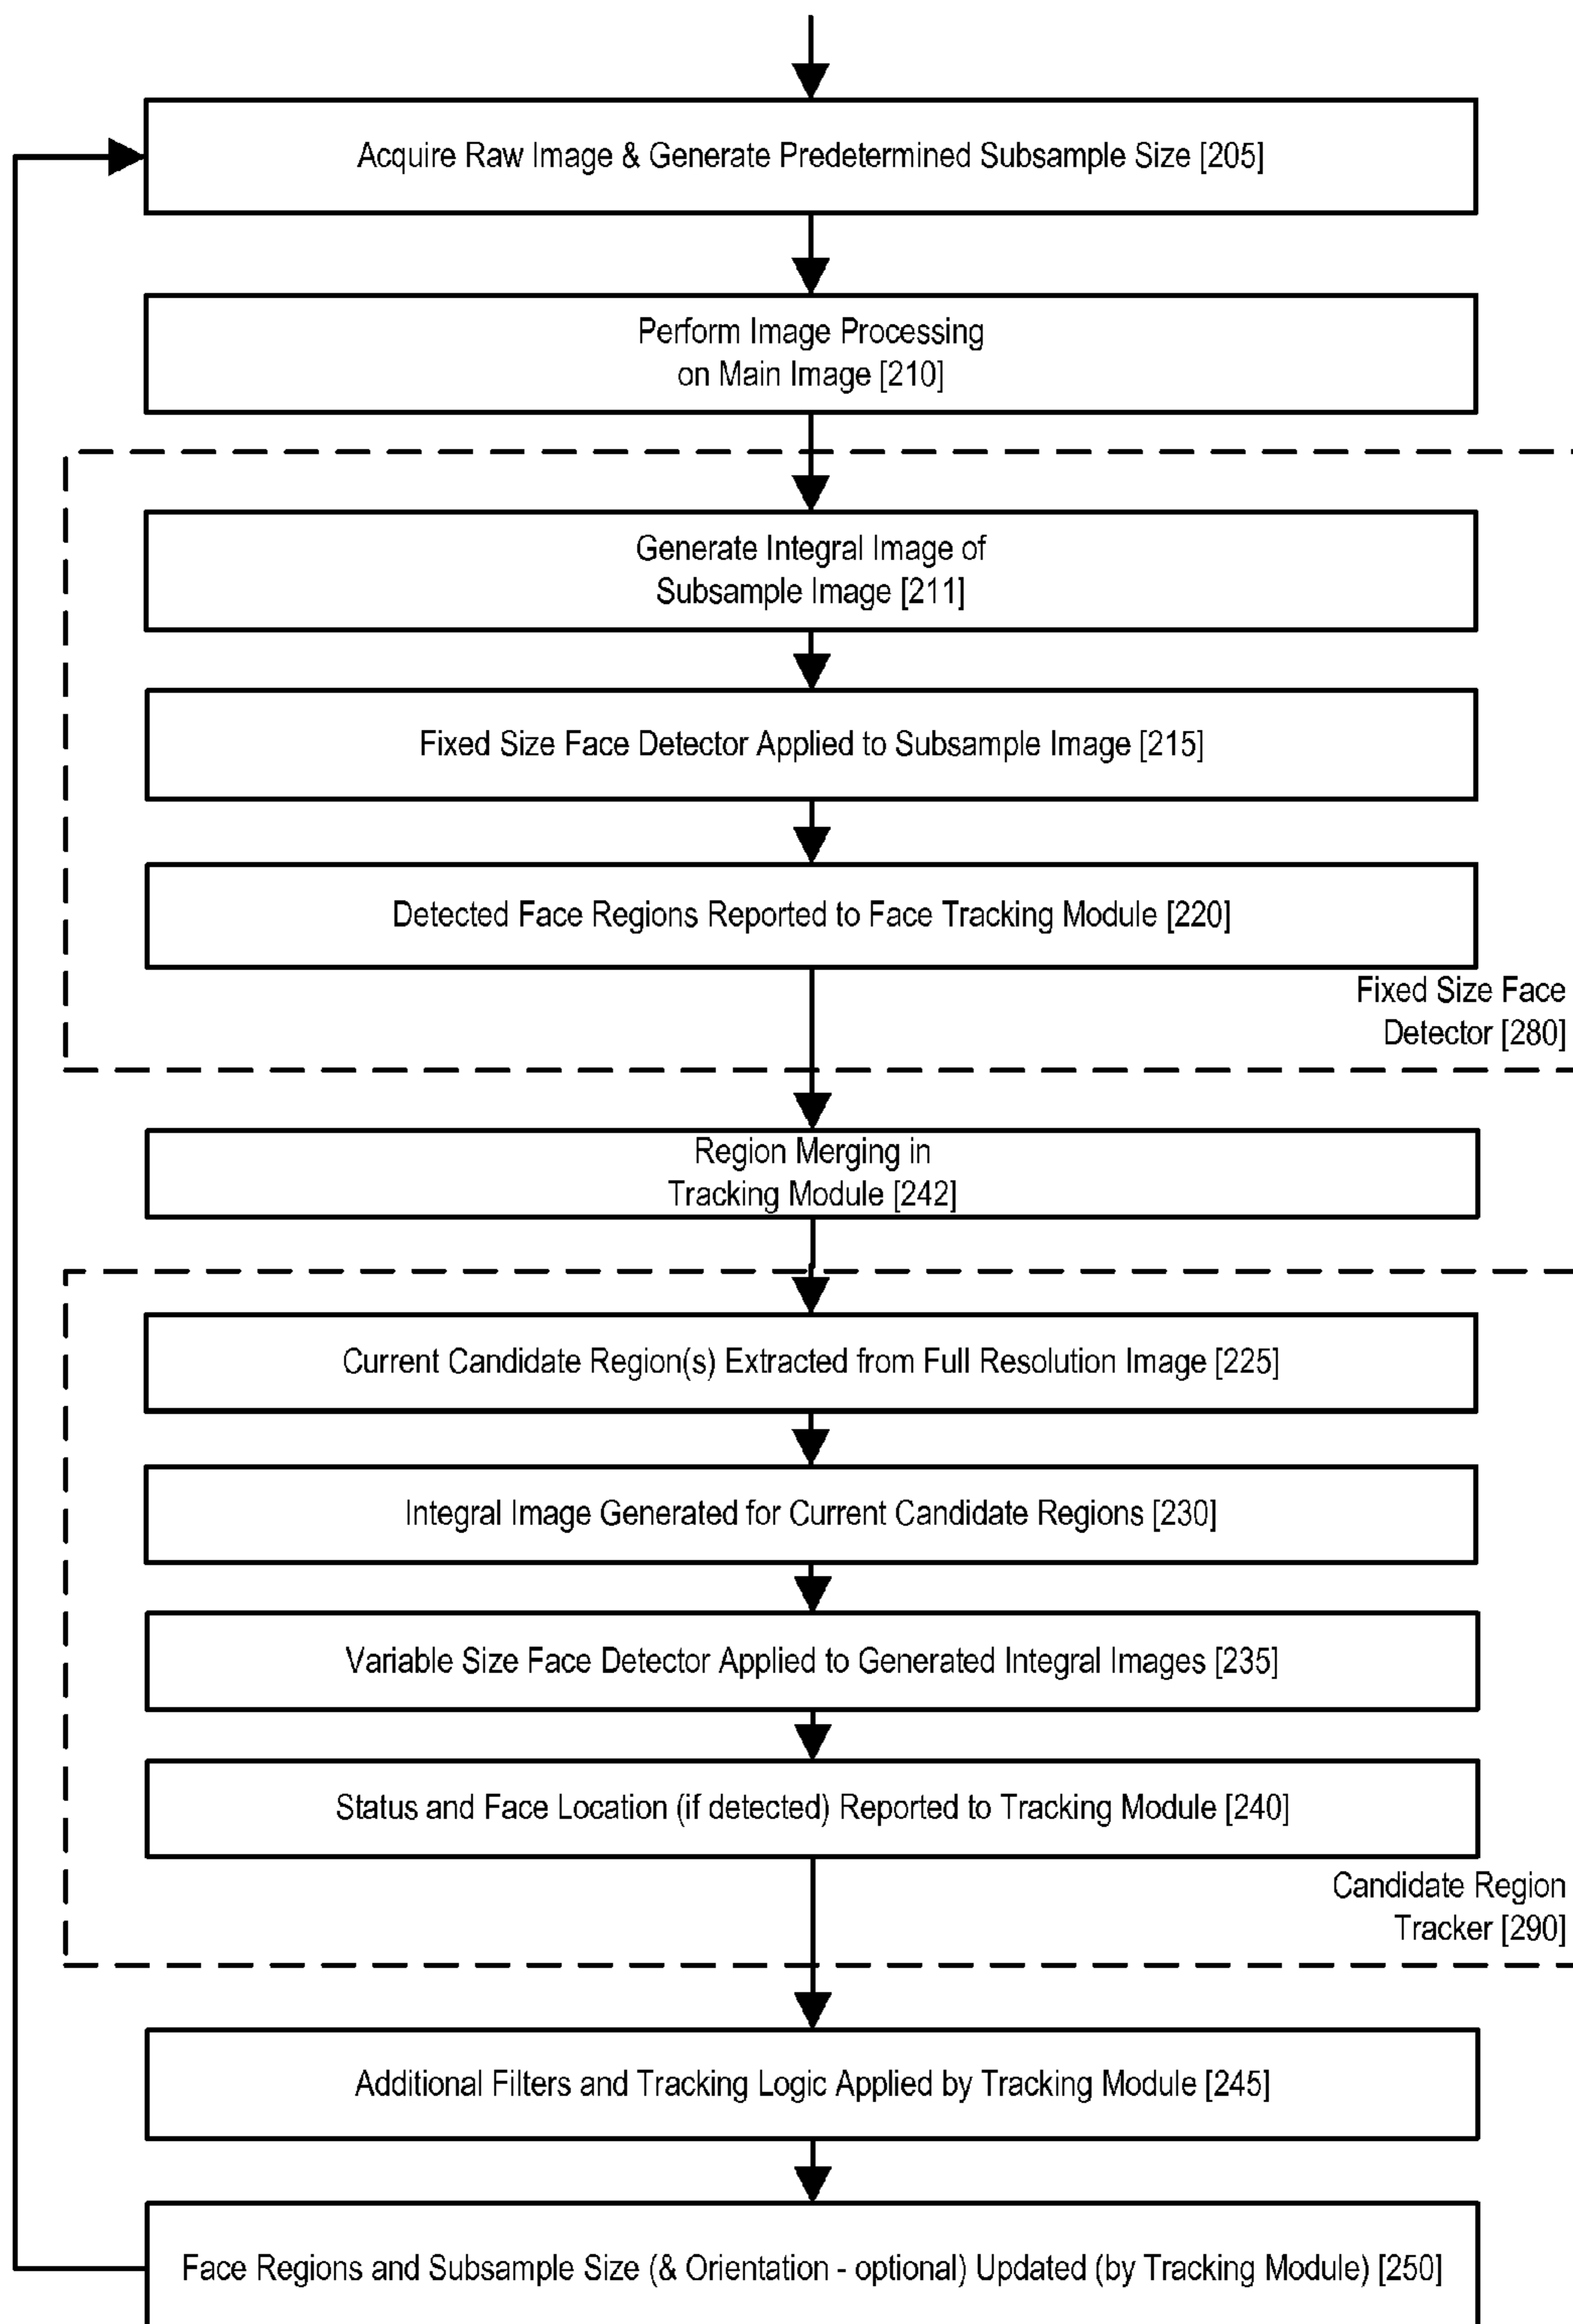 Acquire Raw Image & Generate Predetermined Subsample Size [205]
Perform Image Processing
on Main Image [210]
Generate Integral Image of
Subsample Image [211]
Fixed Size Face Detector Applied to Subsample Image [215]
Detected Face Regions Reported to Face Tracking Module [220]
Fixed Size Face
Detector [280]
Region Merging in
Tracking Module [242]
Current Candidate Region(s) Extracted from Full Resolution Image [225]
Integral Image Generated for Current Candidate Regions [230]
Variable Size Face Detector Applied to Generated Integral Images [235]
Status and Face Location (if detected) Reported to Tracking Module [240]
Candidate Region
Tracker [290]
Additional Filters and Tracking Logic Applied by Tracking Module [245]
Face Regions and Subsample Size (& Orientation - optional) Updated (by Tracking Module) [250]